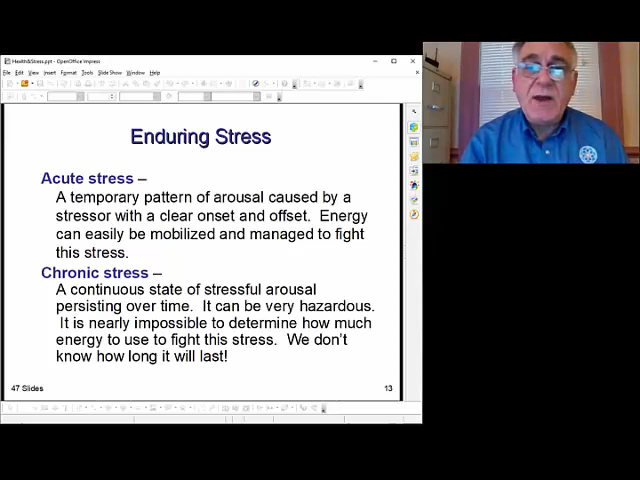 Health&Stress.ppt - OpenOffice Impress
File Edit View Insert Format Tools Slide Show Window Help
Enduring Stress
Acute stress –
A temporary pattern of arousal caused by a
stressor with a clear onset and offset. Energy
can easily be mobilized and managed to fight
this stress.
Chronic stress –
A continuous state of stressful arousal
persisting over time. It can be very hazardous.
It is nearly impossible to determine how much
energy to use to fight this stress. We don't
know how long it will last!
47 Slides
13